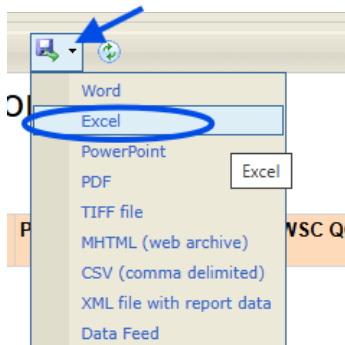 Word
Excel
PowerPoint
Excel
PDF
TIFF file
P
WSC Q
MHTML (web archive)
CSV (comma delimited)
XML file with report data
Data Feed